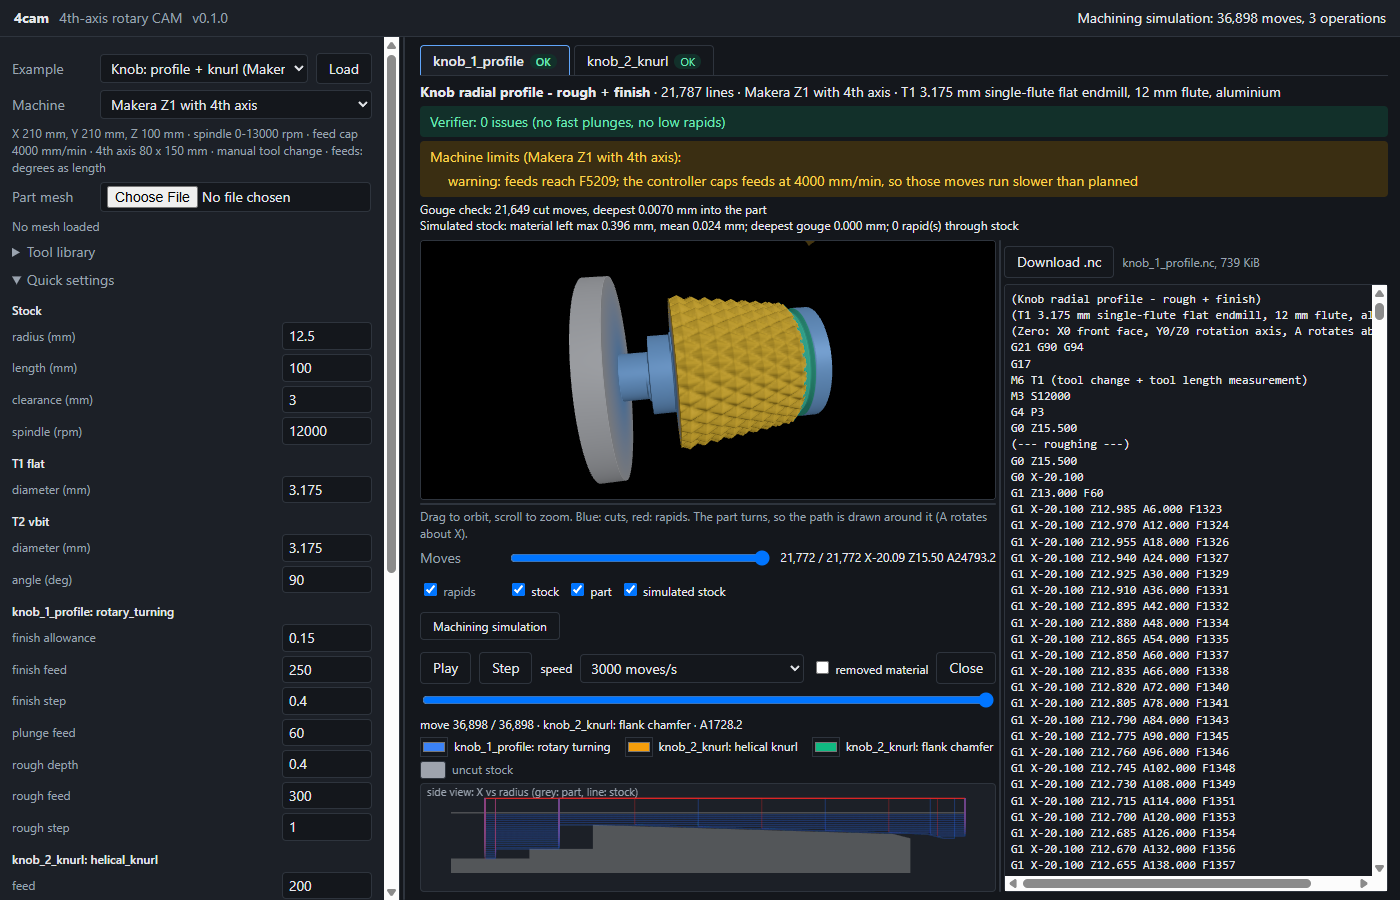 4cam 4th-axis rotary CAM v0.1.0
Machining simulation: 36,898 moves, 3 operations
Example Knob: profile + knurl (Maker Load
Machine Makera Z1 with 4th axis
X 210 mm, Y 210 mm, Z 100 mm · spindle 0-13000 rpm · feed cap
4000 mm/min · 4th axis 80 x 150 mm · manual tool change · feeds:
degrees as length
Part mesh Choose File No file chosen
No mesh loaded
Tool library
Quick settings
Stock
radius (mm) 12.5
length (mm) 100
clearance (mm) 3
spindle (rpm) 12000
T1 flat
diameter (mm) 3.175
T2 vbit
diameter (mm) 3.175
angle (deg) 90
knob_1_profile: rotary_turning
finish allowance 0.15
finish feed 250
finish step 0.4
plunge feed 60
rough depth 0.4
rough feed 300
rough step 1
knob_2_knurl: helical_knurl
feed 200
knob_1_profile OK
knob_2_knurl OK
Knob radial profile - rough + finish · 21,787 lines · Makera Z1 with 4th axis · T1 3.175 mm single-flute flat endmill, 12 mm flute, aluminium
Verifier: 0 issues (no fast plunges, no low rapids)
Machine limits (Makera Z1 with 4th axis):
warning: feeds reach F5209; the controller caps feeds at 4000 mm/min, so those moves run slower than planned
Gouge check: 21,649 cut moves, deepest 0.0070 mm into the part
Simulated stock: material left max 0.396 mm, mean 0.024 mm; deepest gouge 0.000 mm; 0 rapid(s) through stock
Drag to orbit, scroll to zoom. Blue: cuts, red: rapids. The part turns, so the path is drawn around it (A rotates
about X).
Moves 21,772 / 21,772 X-20.09 Z15.50 A24793.2
rapids stock part simulated stock
Machining simulation
Play Step speed 3000 moves/s removed material Close
move 36,898 / 36,898 · knob_2_knurl: flank chamfer · A1728.2
knob_1_profile: rotary turning knob_2_knurl: helical knurl knob_2_knurl: flank chamfer
uncut stock
side view: X vs radius (grey: part, line: stock)
Download .nc knob_1_profile.nc, 739 KiB
(Knob radial profile - rough + finish)
(T1 3.175 mm single-flute flat endmill, 12 mm flute, al
(Zero: X0 front face, Y0/Z0 rotation axis, A rotates ab
G21 G90 G94
G17
M6 T1 (tool change + tool length measurement)
M3 S12000
G4 P3
G0 Z15.500
(--- roughing ---)
G0 Z15.500
G0 X-20.100
G1 Z13.000 F60
G1 X-20.100 Z12.985 A6.000 F1323
G1 X-20.100 Z12.970 A12.000 F1324
G1 X-20.100 Z12.955 A18.000 F1326
G1 X-20.100 Z12.940 A24.000 F1327
G1 X-20.100 Z12.925 A30.000 F1329
G1 X-20.100 Z12.910 A36.000 F1331
G1 X-20.100 Z12.895 A42.000 F1332
G1 X-20.100 Z12.880 A48.000 F1334
G1 X-20.100 Z12.865 A54.000 F1335
G1 X-20.100 Z12.850 A60.000 F1337
G1 X-20.100 Z12.835 A66.000 F1338
G1 X-20.100 Z12.820 A72.000 F1340
G1 X-20.100 Z12.805 A78.000 F1341
G1 X-20.100 Z12.790 A84.000 F1343
G1 X-20.100 Z12.775 A90.000 F1345
G1 X-20.100 Z12.760 A96.000 F1346
G1 X-20.100 Z12.745 A102.000 F1348
G1 X-20.100 Z12.730 A108.000 F1349
G1 X-20.100 Z12.715 A114.000 F1351
G1 X-20.100 Z12.700 A120.000 F1353
G1 X-20.100 Z12.685 A126.000 F1354
G1 X-20.100 Z12.670 A132.000 F1356
G1 X-20.100 Z12.655 A138.000 F1357